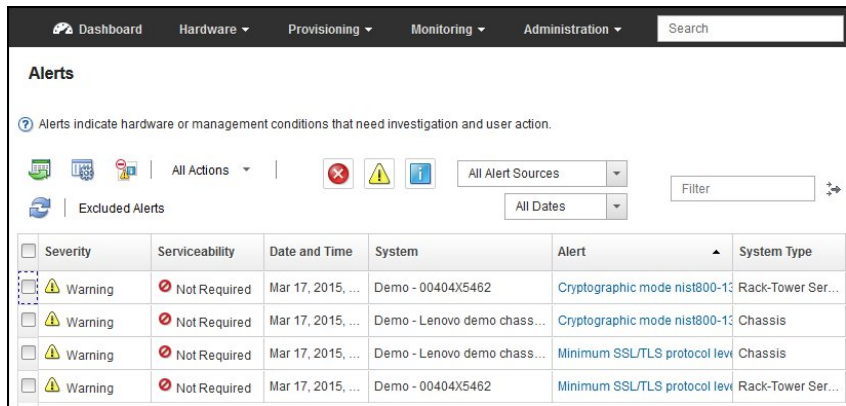 Dashboard Hardware Provisioning Monitoring Administration Search
Alerts
Alerts indicate hardware or management conditions that need investigation and user action.
All Actions All Alert Sources
Filter
Excluded Alerts All Dates
Severity Serviceability Date and Time System Alert System Type
Warning Not Required Mar 17, 2015, ... Demo - 00404X5462 Cryptographic mode nist800-13 Rack-Tower Ser...
Warning Not Required Mar 17, 2015, ... Demo - Lenovo demo chass... Cryptographic mode nist800-13 Chassis
Warning Not Required Mar 17, 2015, ... Demo - Lenovo demo chass... Minimum SSL/TLS protocol leve Chassis
Warning Not Required Mar 17, 2015, ... Demo - 00404X5462 Minimum SSL/TLS protocol leve Rack-Tower Ser...